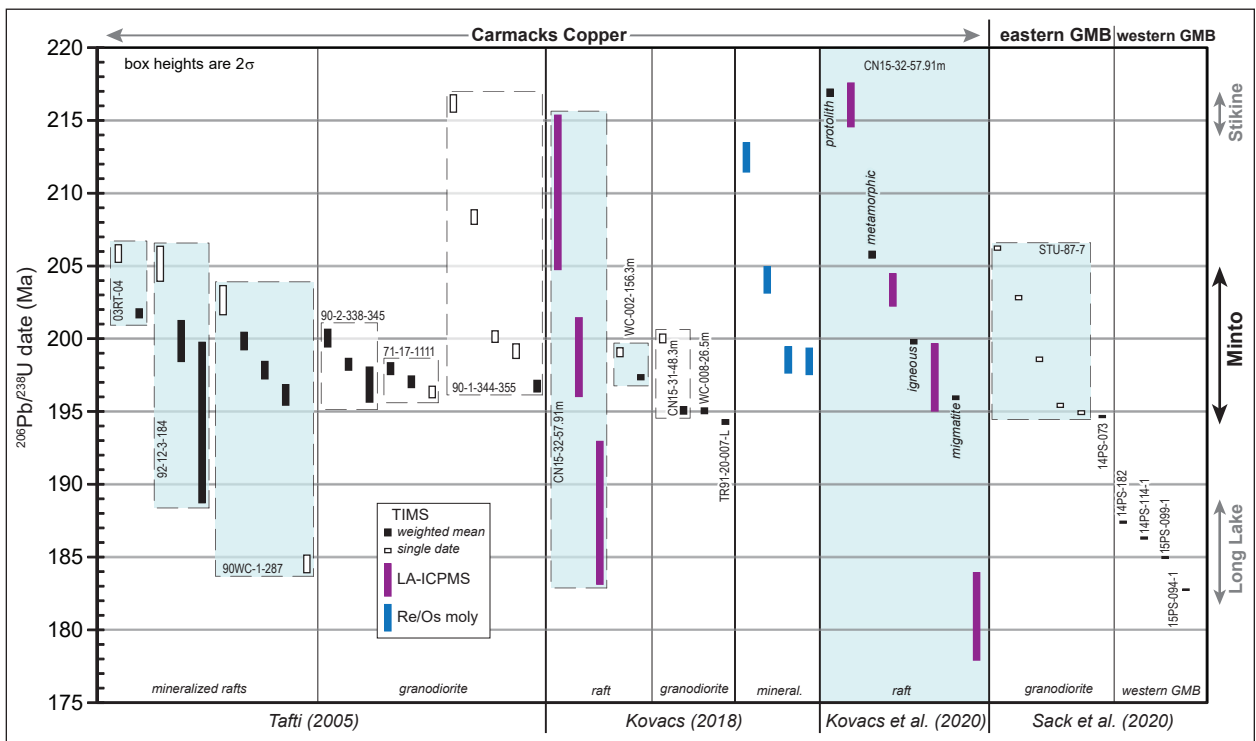 Carmacks Copper
eastern GMB
western GMB
box heights are 2σ
220
215
210
205
200
195
190
185
180
175
206Pb/238U date (Ma)
03RT-04
92-12-3-184
90WC-1-287
90-2-338-345
71-17-1111
90-1-344-355
CN15-32-57.91m
WC-002-156.3m
CN15-31-48.3m
WC-008-26.5m
TR91-20-007-L
CN15-32-57.91m
protolith
metamorphic
igneous
migmatite
STU-87-7
14PS-073
14PS-182
14PS-114-1
15PS-099-1
15PS-094-1
Stikine
Minto
Long Lake
TIMS
weighted mean
single date
LA-ICPMS
Re/Os moly
mineralized rafts
granodiorite
raft
granodiorite
mineral.
raft
granodiorite
western GMB
Tafti (2005)
Kovacs (2018)
Kovacs et al. (2020)
Sack et al. (2020)